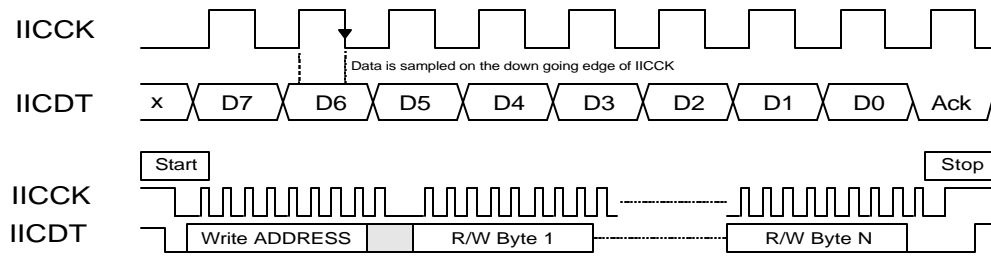 IICCK
Data is sampled on the down going edge of IICCK
IICDT
x D7 D6 D5 D4 D3 D2 D1 D0 Ack
Start Stop
IICCK
IICDT
Write ADDRESS R/W Byte 1 R/W Byte N